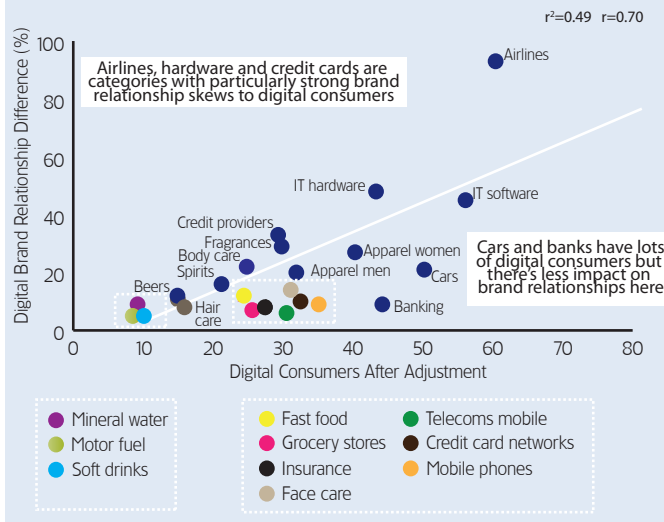 r²=0.49 r=0.70
Digital Brand Relationship Difference (%)
100
80
60
40
20
0
Airlines, hardware and credit cards are
categories with particularly strong brand
relationship skews to digital consumers
Airlines
IT hardware
IT software
Credit providers
Fragrances
Body care
Spirits
Beers
Hair
care
Apparel women
Apparel men
Cars
Banking
Cars and banks have lots
of digital consumers but
there's less impact on
brand relationships here
0 10 20 30 40 50 60 70 80
Digital Consumers After Adjustment
Mineral water
Motor fuel
Soft drinks
Fast food
Grocery stores
Insurance
Face care
Telecoms mobile
Credit card networks
Mobile phones